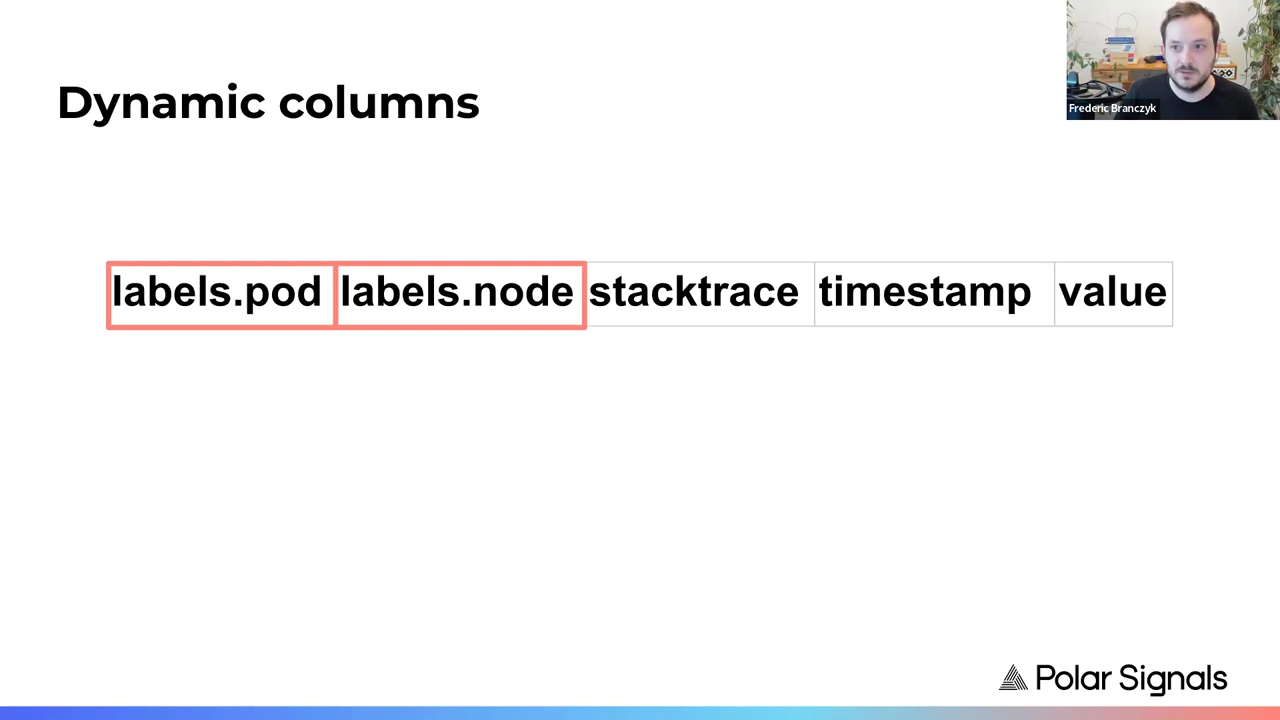 Frederic Branczyk
Dynamic columns
labels.pod labels.node stacktrace timestamp value
Polar Signals